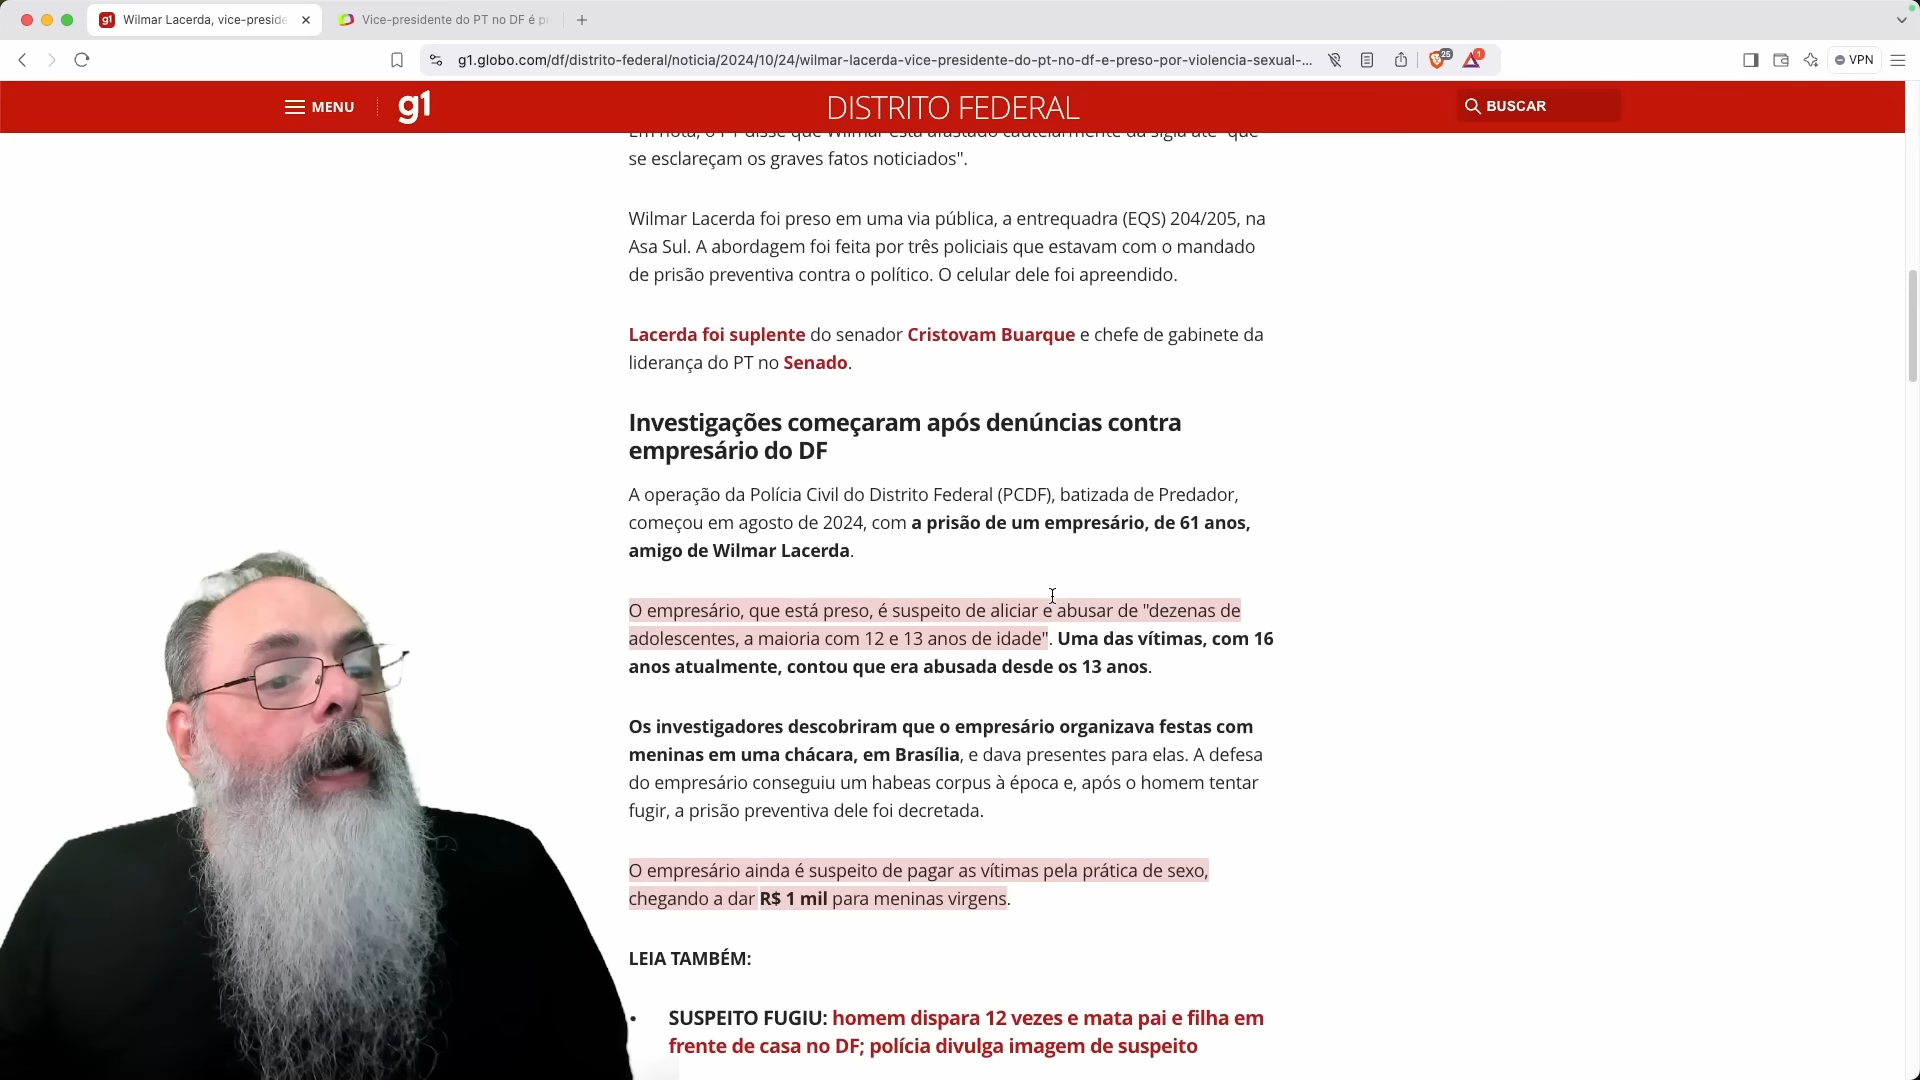 Wilmar Lacerda, vice-preside
Vice-presidente do PT no DF é p
g1.globo.com/df/distrito-federal/noticia/2024/10/24/wilmar-lacerda-vice-presidente-do-pt-no-df-e-preso-por-violencia-sexual-...
25
1
VPN
MENU
g1
DISTRITO FEDERAL
BUSCAR
Em nota, o PT disse que Wilmar está afastado cautelarmente da sigla até "que
se esclareçam os graves fatos noticiados".
Wilmar Lacerda foi preso em uma via pública, a entrequadra (EQS) 204/205, na
Asa Sul. A abordagem foi feita por três policiais que estavam com o mandado
de prisão preventiva contra o político. O celular dele foi apreendido.
Lacerda foi suplente do senador Cristovam Buarque e chefe de gabinete da
liderança do PT no Senado.
Investigações começaram após denúncias contra
empresário do DF
A operação da Polícia Civil do Distrito Federal (PCDF), batizada de Predador,
começou em agosto de 2024, com a prisão de um empresário, de 61 anos,
amigo de Wilmar Lacerda.
O empresário, que está preso, é suspeito de aliciar e abusar de "dezenas de
adolescentes, a maioria com 12 e 13 anos de idade". Uma das vítimas, com 16
anos atualmente, contou que era abusada desde os 13 anos.
Os investigadores descobriram que o empresário organizava festas com
meninas em uma chácara, em Brasília, e dava presentes para elas. A defesa
do empresário conseguiu um habeas corpus à época e, após o homem tentar
fugir, a prisão preventiva dele foi decretada.
O empresário ainda é suspeito de pagar as vítimas pela prática de sexo,
chegando a dar R$ 1 mil para meninas virgens.
LEIA TAMBÉM:
• SUSPEITO FUGIU: homem dispara 12 vezes e mata pai e filha em
frente de casa no DF; polícia divulga imagem de suspeito